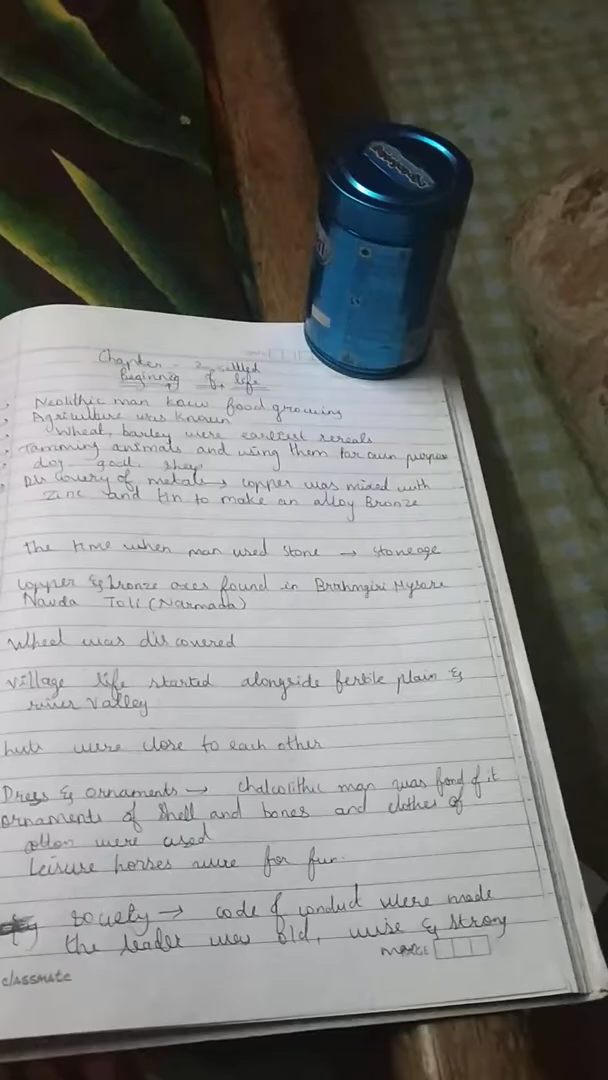 Chapter - 2 settled
Beginning of life
Neolithic man know food growing
Agriculture was known
Wheat, barley were earliest cereals
Tamming animals and using them for own purpose
dog goat, shep
Discovery of metals → copper was mixed with
zinc and tin to make an alloy Bronze
The time when man used stone → stoneage
copper & bronze axes found in Brahmgiri Mysore
Navda Toli (Narmada)
Wheel was discovered
village life started alongside fertile plain &
river valley
huts were close to each other
Dress & ornaments → chalcolithic man was fond of it
ornaments of shell and bones and clothes of
cotton were used
Leisure horses were for fun.
society → code of conduct were made
the leader was old, wise & strong
classmate